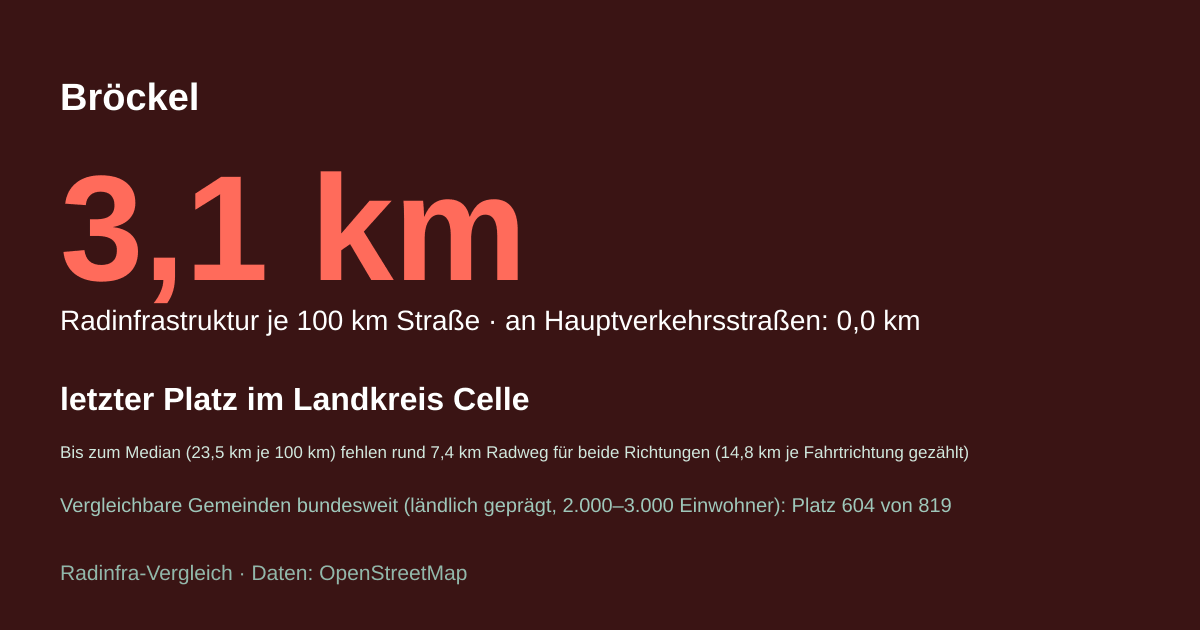 Bröckel
3,1 km
Radinfrastruktur je 100 km Straße · an Hauptverkehrsstraßen: 0,0 km
letzter Platz im Landkreis Celle
Bis zum Median (23,5 km je 100 km) fehlen rund 7,4 km Radweg für beide Richtungen (14,8 km je Fahrtrichtung gezählt)
Vergleichbare Gemeinden bundesweit (ländlich geprägt, 2.000–3.000 Einwohner): Platz 604 von 819
Radinfra-Vergleich · Daten: OpenStreetMap